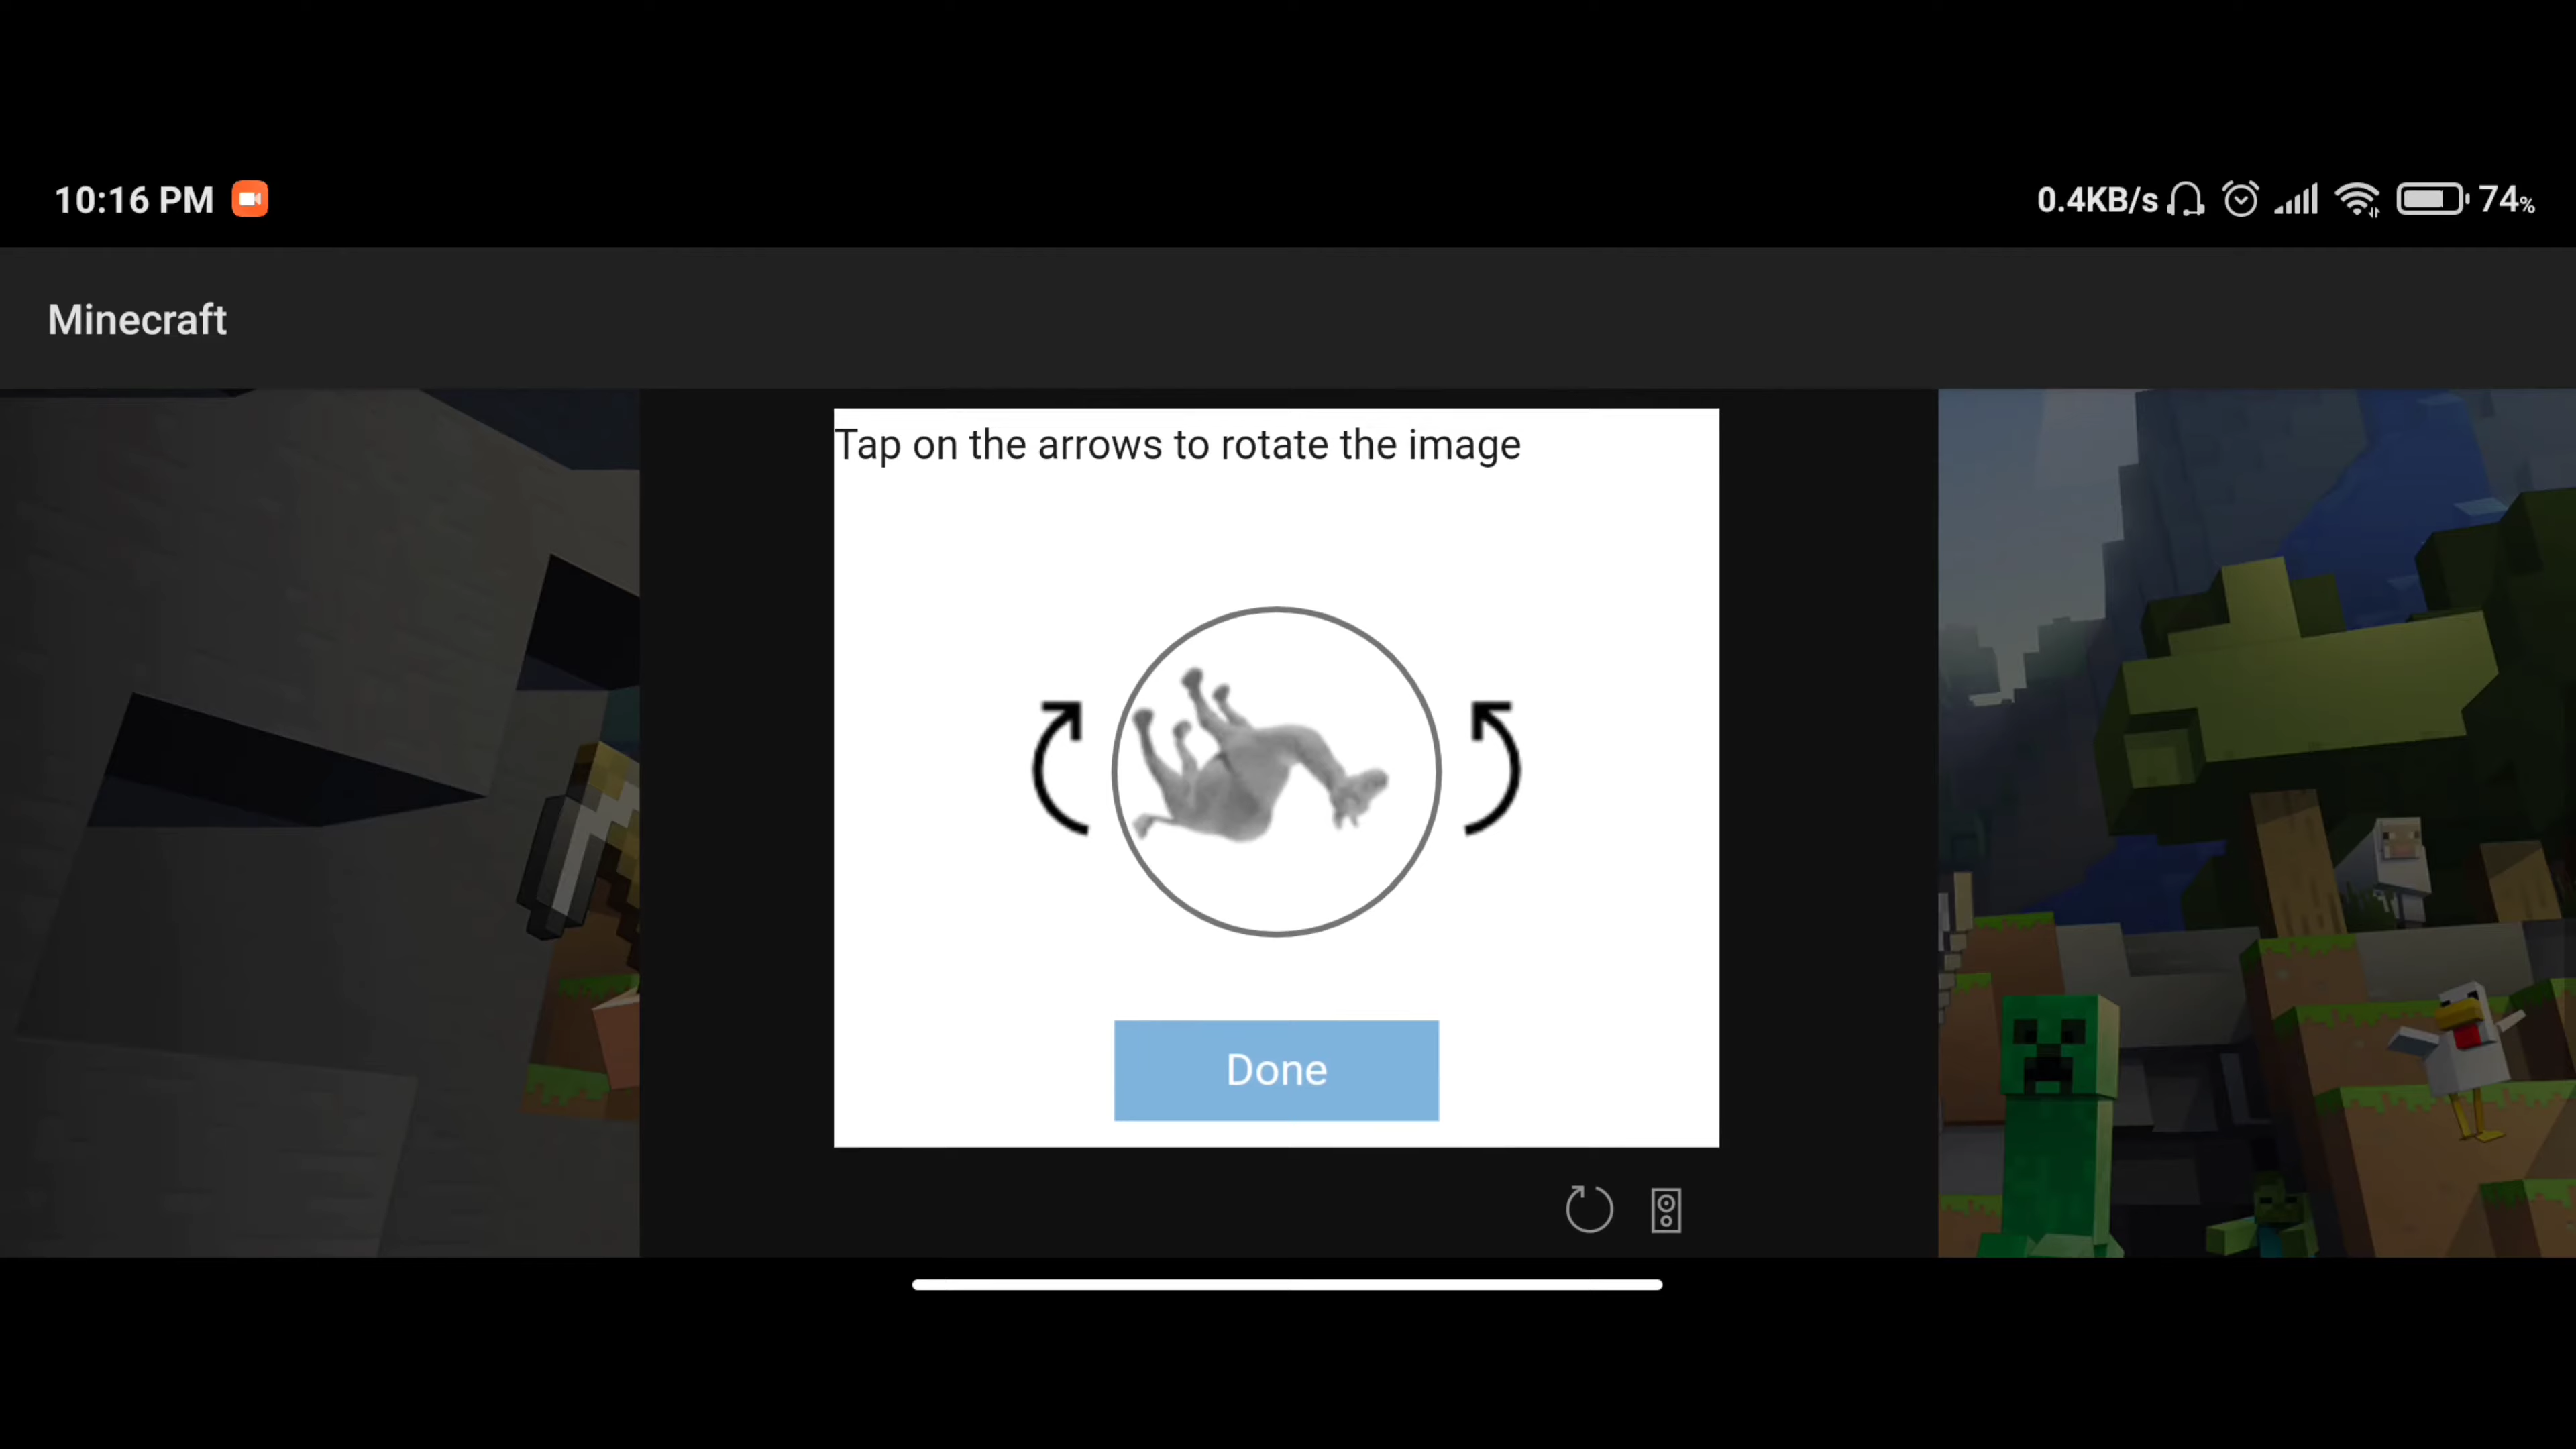 10:16 PM
0.4KB/s
74%
Minecraft
Tap on the arrows to rotate the image
Done